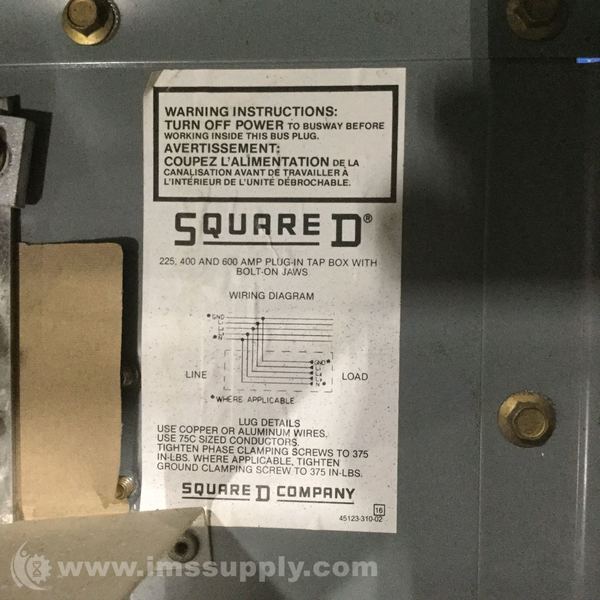 WARNING INSTRUCTIONS:
TURN OFF POWER TO BUSWAY BEFORE
WORKING INSIDE THIS BUS PLUG.
AVERTISSEMENT:
COUPEZ L'ALIMENTATION DE LA
CANALISATION AVANT DE TRAVAILLER À
L'INTÉRIEUR DE L'UNITÉ DÉBROCHABLE.
SQUARE D®
225, 400 AND 600 AMP PLUG-IN TAP BOX WITH
BOLT-ON JAWS
WIRING DIAGRAM
*GND
*N
GND*
N*
LINE
LOAD
*WHERE APPLICABLE
LUG DETAILS
USE COPPER OR ALUMINUM WIRES.
USE 75C SIZED CONDUCTORS.
TIGHTEN PHASE CLAMPING SCREWS TO 375
IN-LBS. WHERE APPLICABLE, TIGHTEN
GROUND CLAMPING SCREW TO 375 IN-LBS.
SQUARE D COMPANY
16
45123-310-02
www.imssupply.com